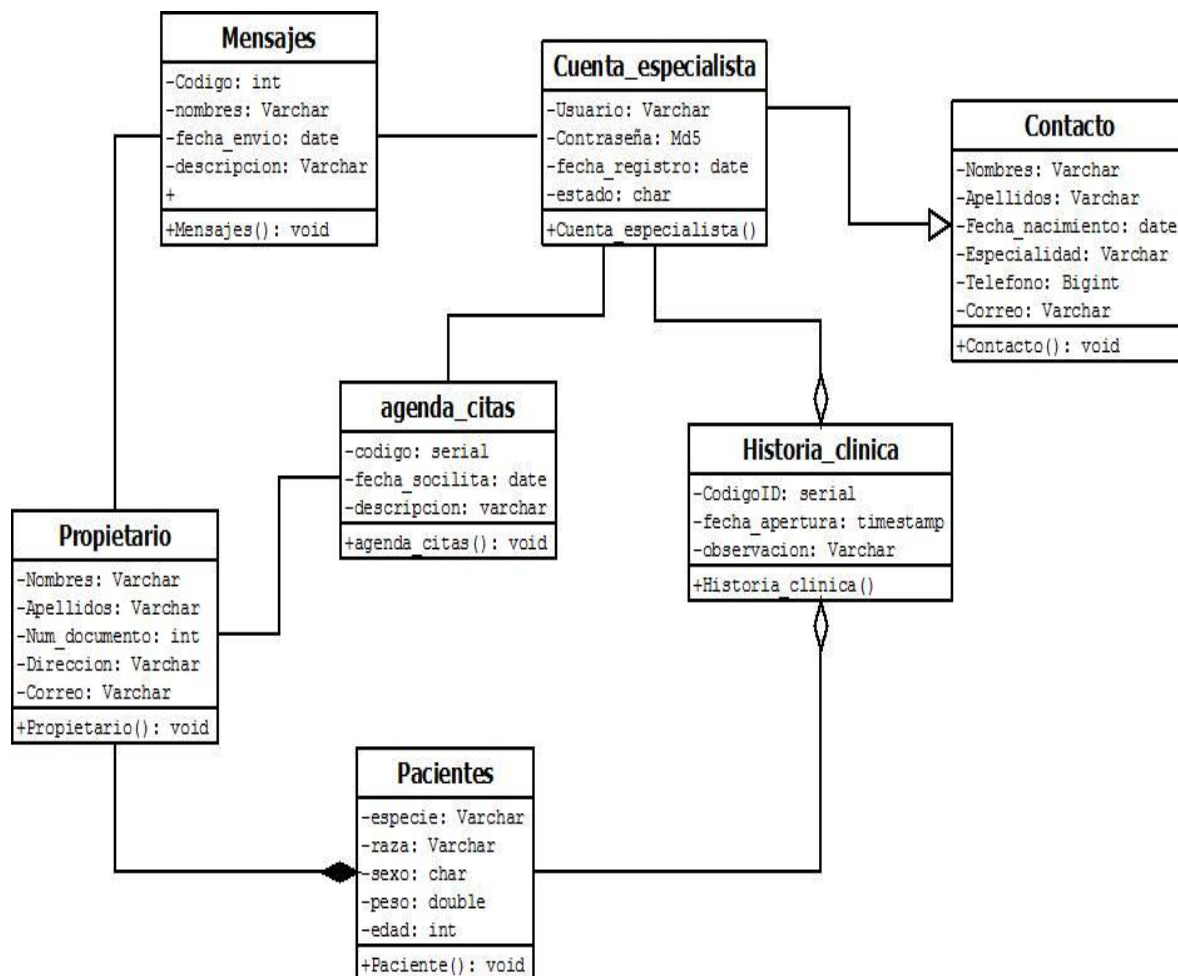 Mensajes
-Codigo: int
-nombres: Varchar
-fecha_envio: date
-descripcion: Varchar
+
+Mensajes(): void
Cuenta_especialista
-Usuario: Varchar
-Contraseña: Md5
-fecha_registro: date
-estado: char
+Cuenta_especialista()
Contacto
-Nombres: Varchar
-Apellidos: Varchar
-Fecha_nacimiento: date
-Especialidad: Varchar
-Telefono: Bigint
-Correo: Varchar
+Contacto(): void
agenda_citas
-codigo: serial
-fecha_socilita: date
-descripcion: varchar
+agenda_citas(): void
Historia_clinica
-CodigoID: serial
-fecha_apertura: timestamp
-observacion: Varchar
+Historia_clinica()
Propietario
-Nombres: Varchar
-Apellidos: Varchar
-Num_documento: int
-Direccion: Varchar
-Correo: Varchar
+Propietario(): void
Pacientes
-especie: Varchar
-raza: Varchar
-sexo: char
-peso: double
-edad: int
+Paciente(): void